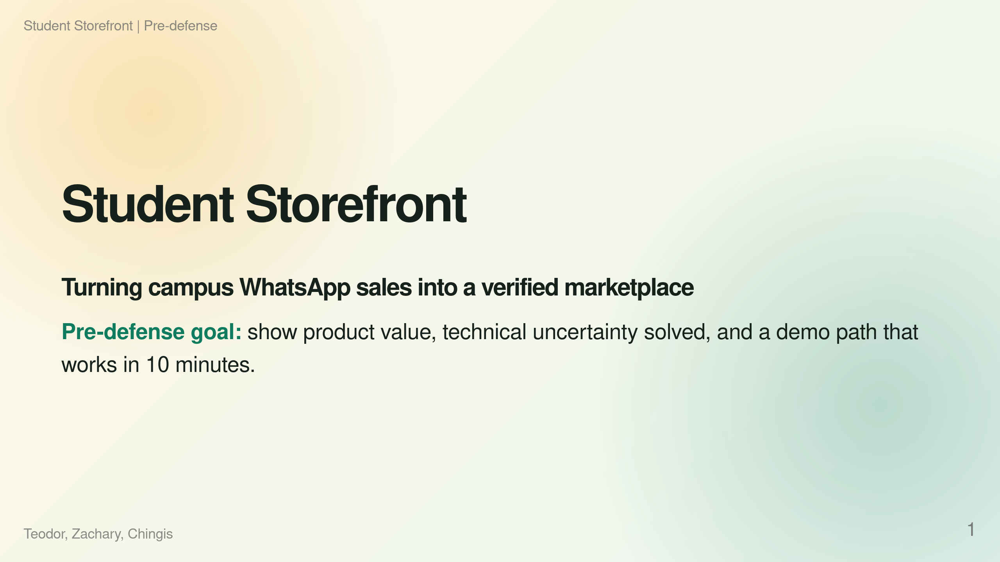 Student Storefront | Pre-defense
Student Storefront
Turning campus WhatsApp sales into a verified marketplace
Pre-defense goal: show product value, technical uncertainty solved, and a demo path that
works in 10 minutes.
Teodor, Zachary, Chingis
1